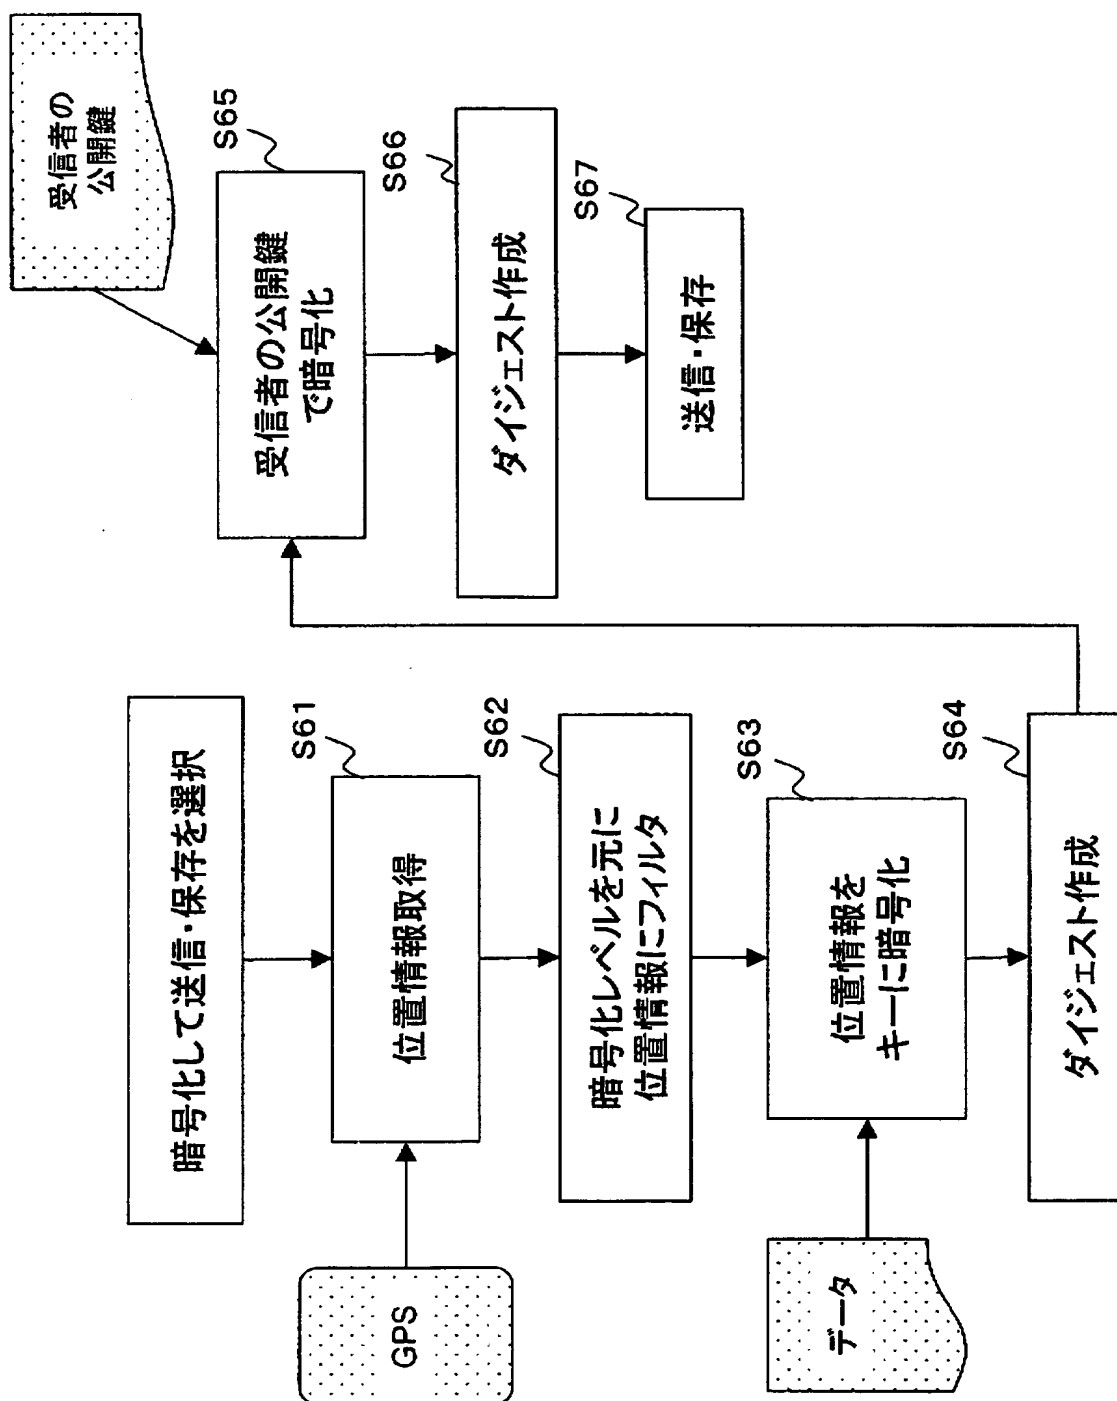 暗号化して送信・保存を選択
GPS
S61
位置情報取得
S62
暗号化レベルを元に
位置情報にフィルタ
データ
S63
位置情報を
キーに暗号化
S64
ダイジェスト作成
受信者の
公開鍵
S65
受信者の公開鍵
で暗号化
S66
ダイジェスト作成
S67
送信・保存